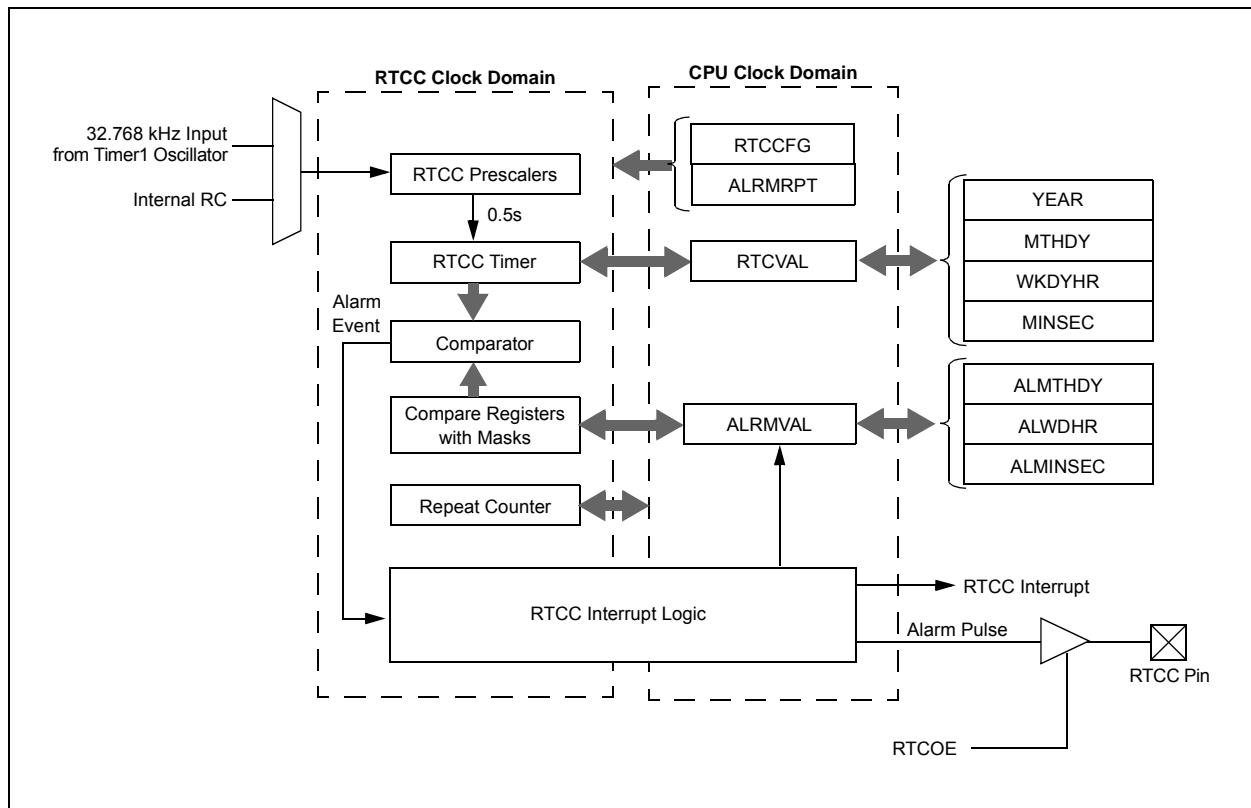 RTCC Clock Domain
CPU Clock Domain
32.768 kHz Input
from Timer1 Oscillator
Internal RC
RTCC Prescalers
0.5s
RTCC Timer
Alarm
Event
Comparator
Compare Registers
with Masks
Repeat Counter
RTCC Interrupt Logic
RTCCFG
ALRMRPT
RTCVAL
ALRMVAL
YEAR
MTHDY
WKDYHR
MINSEC
ALMTHDY
ALWDHR
ALMINSEC
RTCC Interrupt
Alarm Pulse
RTCC Pin
RTCOE